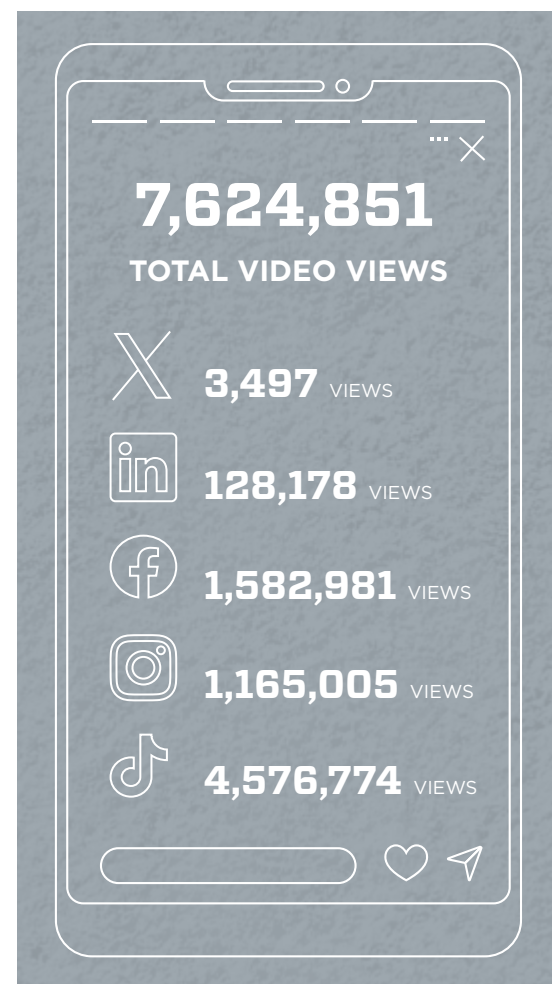 7,624,851
TOTAL VIDEO VIEWS
3,497 VIEWS
in
128,178 VIEWS
f
1,582,981 VIEWS
1,165,005 VIEWS
4,576,774 VIEWS